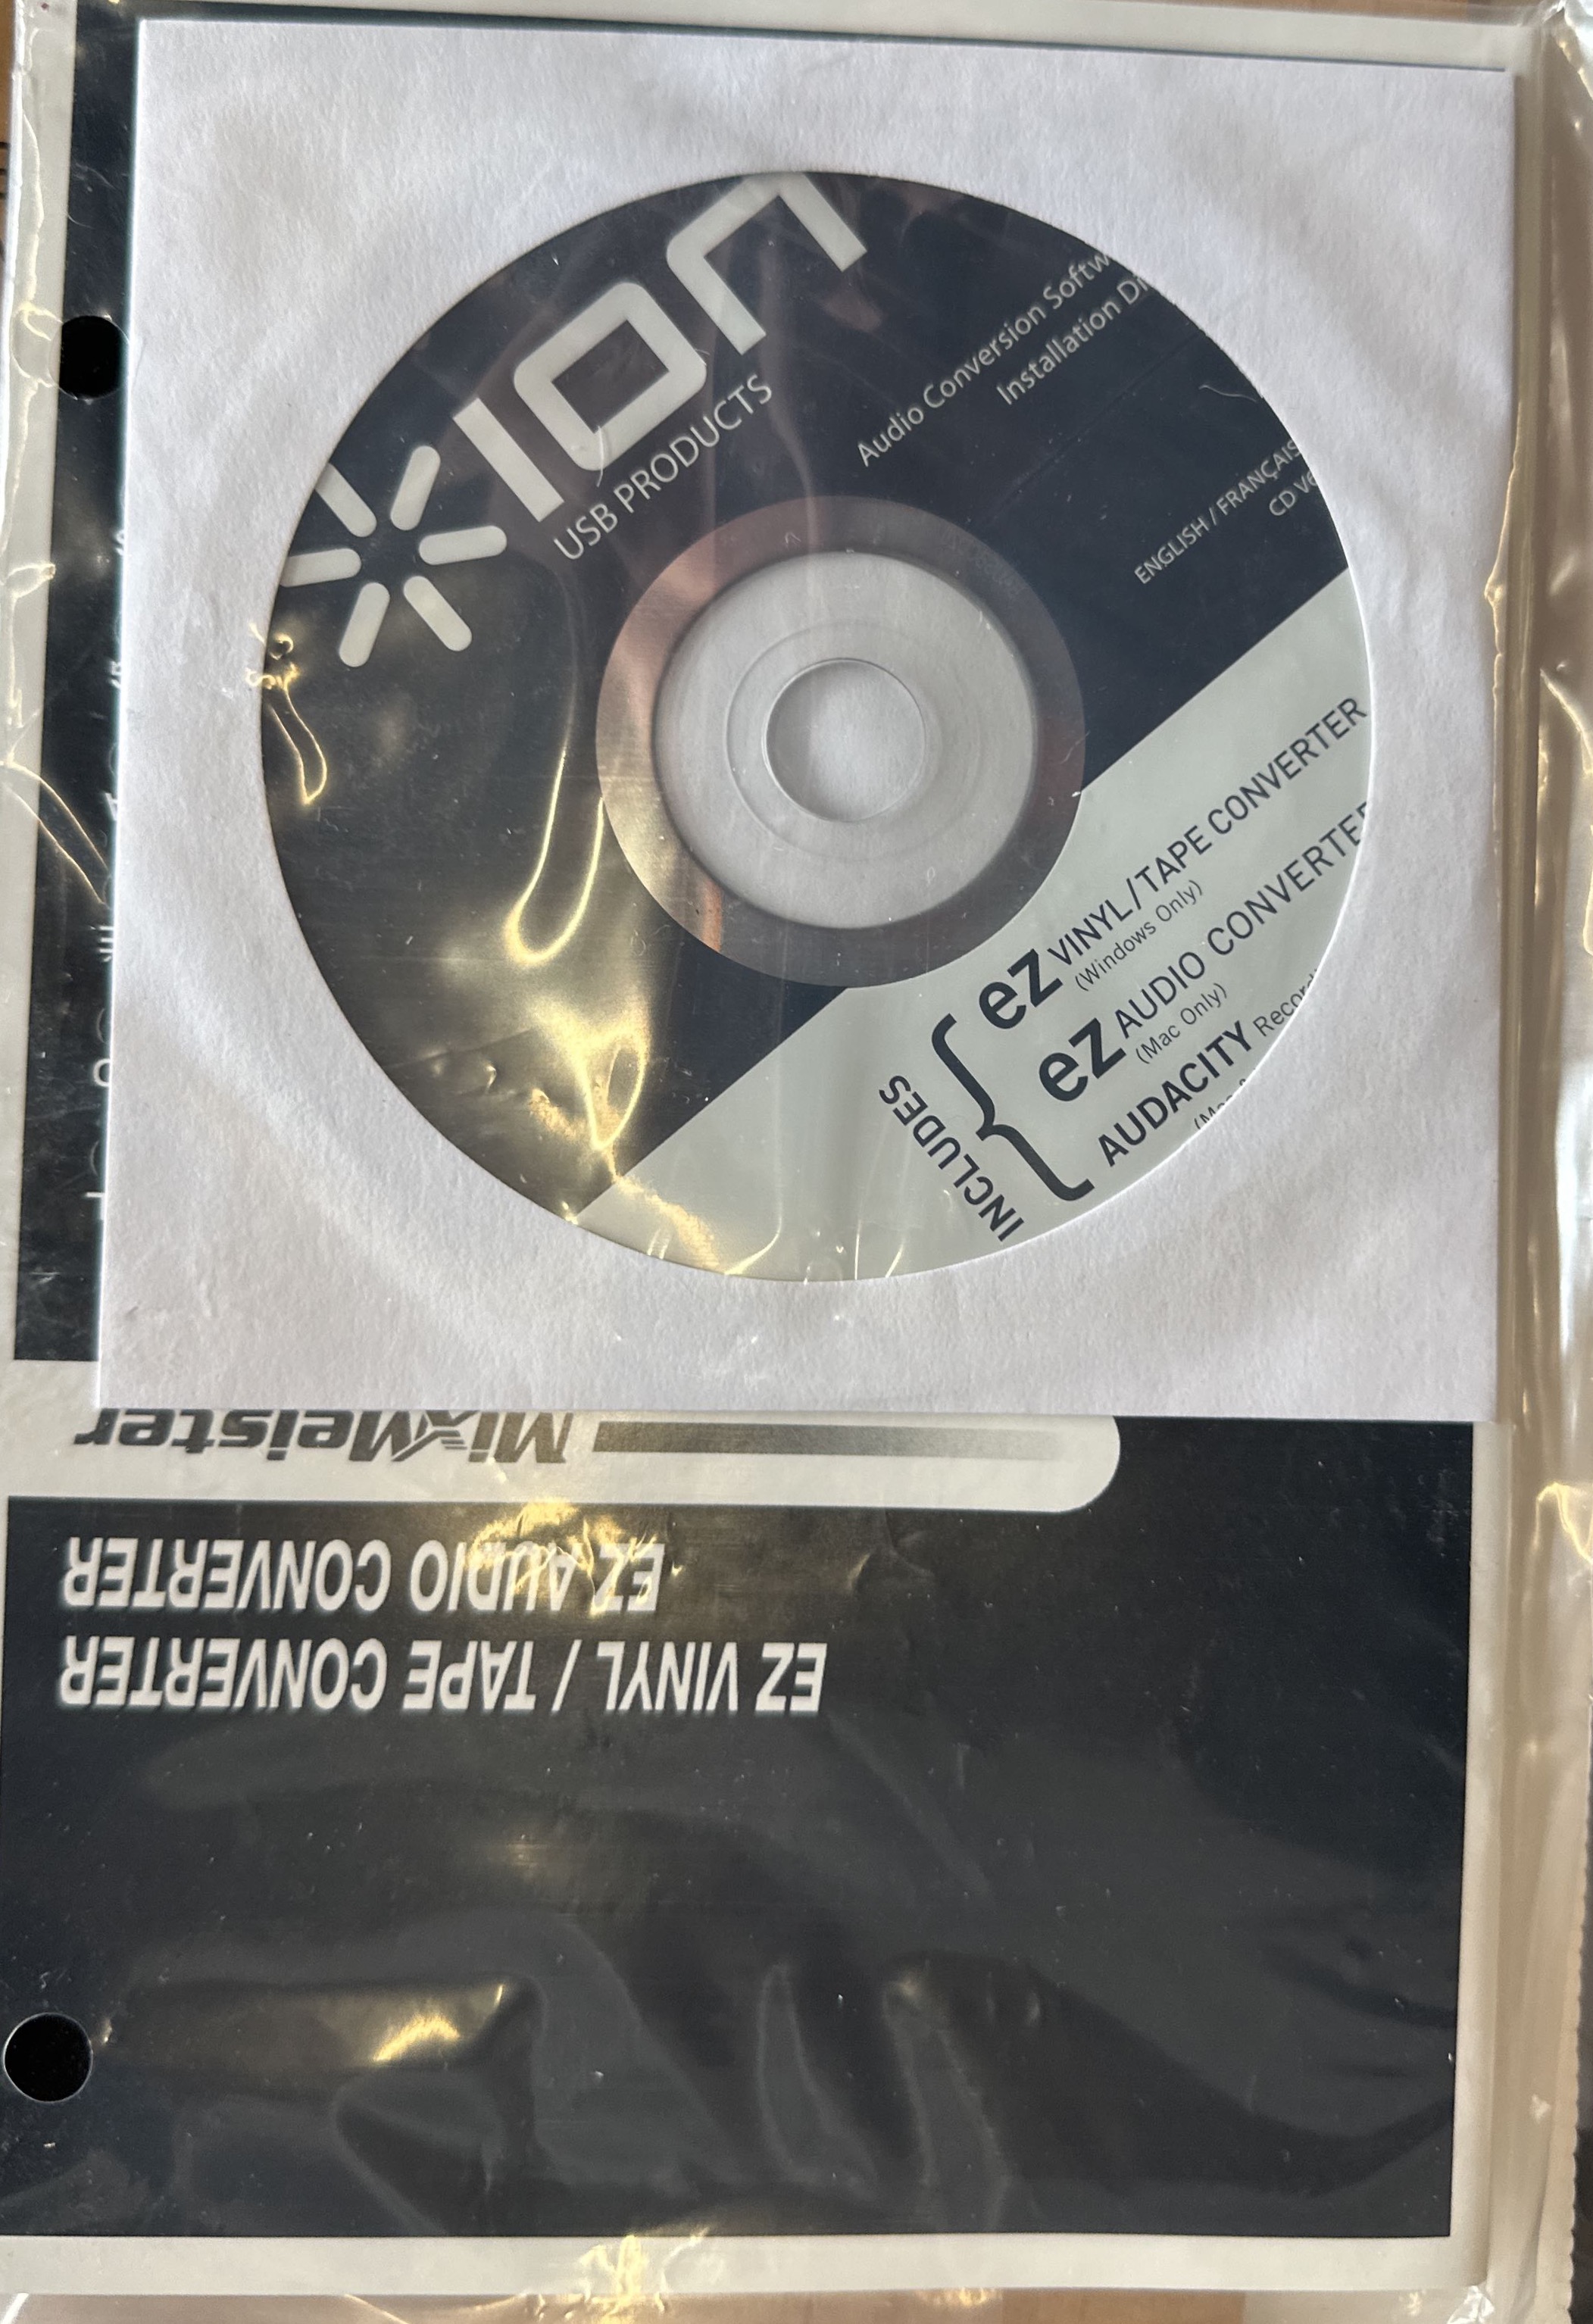 ion
USB PRODUCTS
Audio Conversion
Installation
ENGLISH / FRANÇAIS
CD
INCLUDES
ez VINYL / TAPE CONVERTER
(Windows Only)
ez AUDIO CONVERTER
(Mac Only)
AUDACITY
MixMeister
EZ VINYL / TAPE CONVERTER
EZ AUDIO CONVERTER